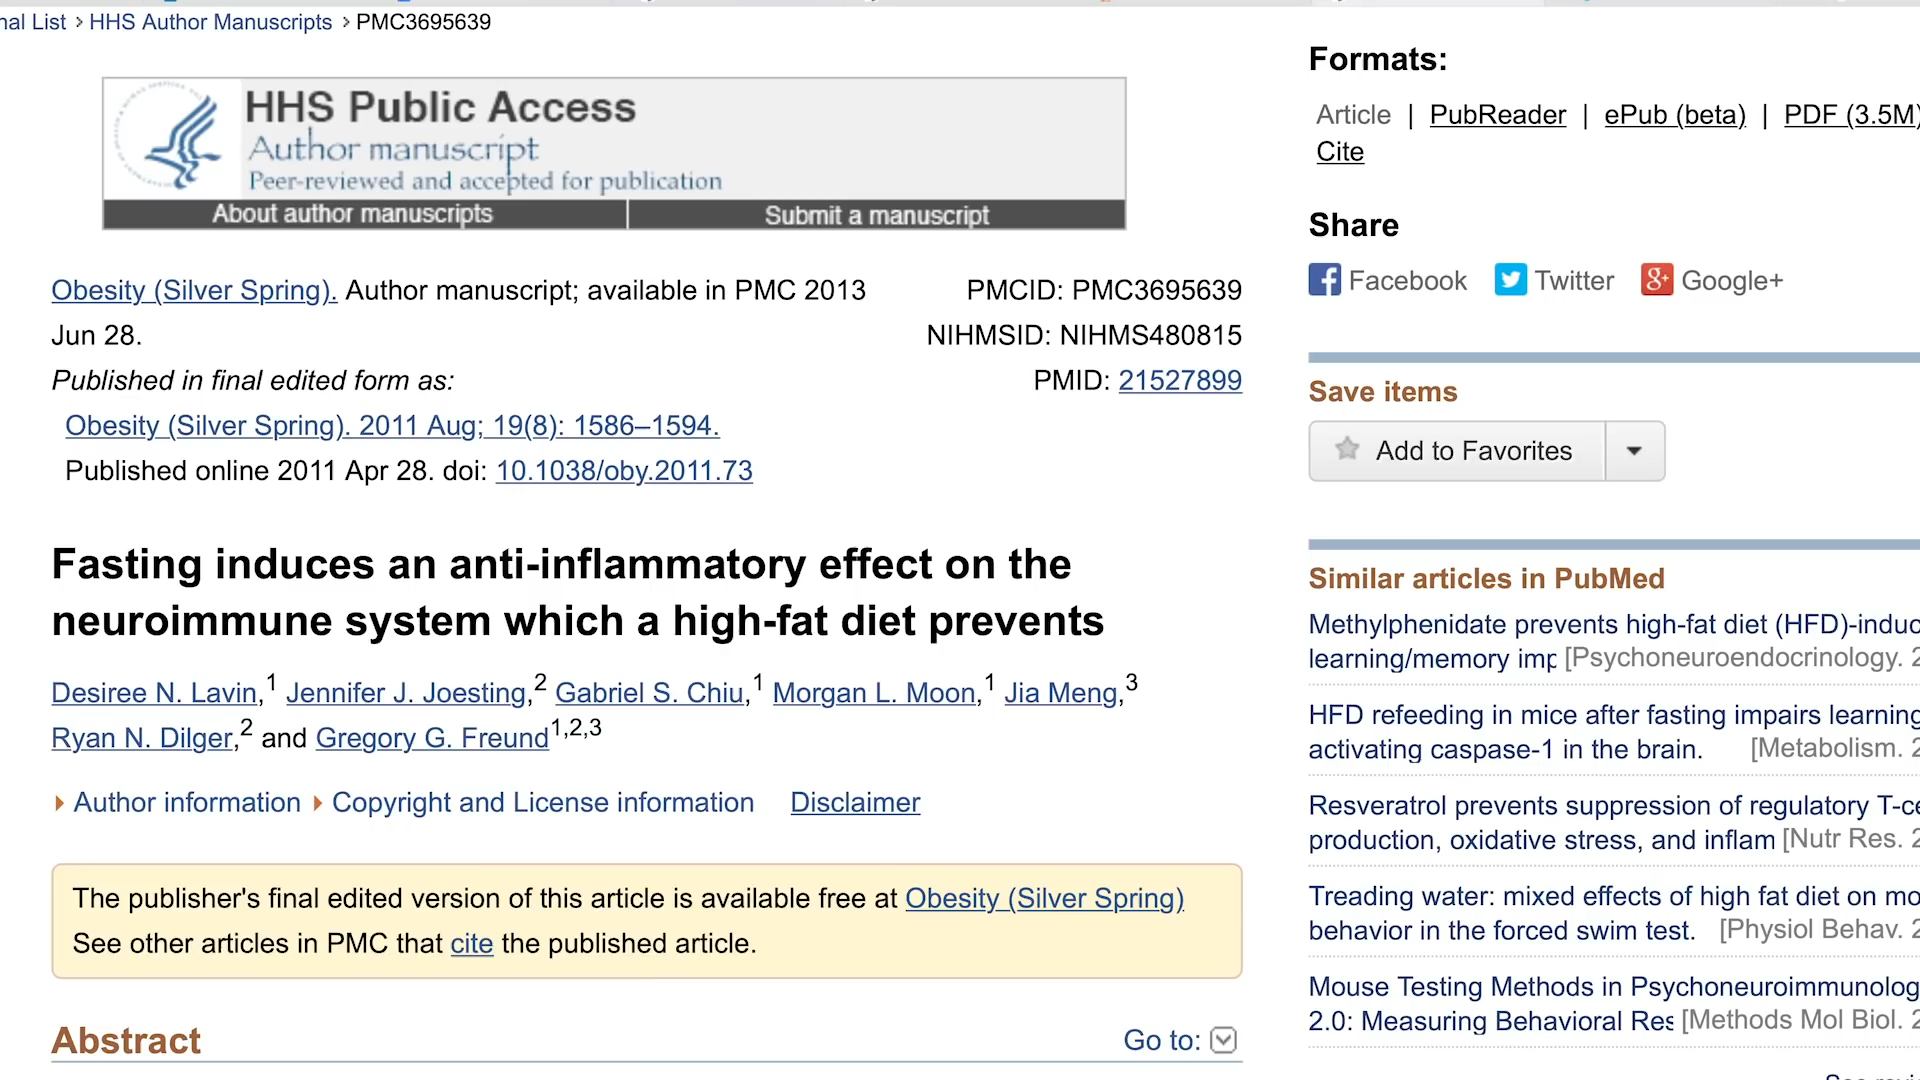 nal List > HHS Author Manuscripts > PMC3695639
HHS Public Access
Author manuscript
Peer-reviewed and accepted for publication
About author manuscripts
Submit a manuscript
Obesity (Silver Spring). Author manuscript; available in PMC 2013
Jun 28.
Published in final edited form as:
Obesity (Silver Spring). 2011 Aug; 19(8): 1586–1594.
Published online 2011 Apr 28. doi: 10.1038/oby.2011.73
PMCID: PMC3695639
NIHMSID: NIHMS480815
PMID: 21527899
Fasting induces an anti-inflammatory effect on the
neuroimmune system which a high-fat diet prevents
Desiree N. Lavin,1 Jennifer J. Joesting,2 Gabriel S. Chiu,1 Morgan L. Moon,1 Jia Meng,3
Ryan N. Dilger,2 and Gregory G. Freund1,2,3
Author information Copyright and License information Disclaimer
The publisher's final edited version of this article is available free at Obesity (Silver Spring)
See other articles in PMC that cite the published article.
Abstract
Go to:
Formats:
Article | PubReader | ePub (beta) | PDF (3.5M)
Cite
Share
Facebook Twitter Google+
Save items
Add to Favorites
Similar articles in PubMed
Methylphenidate prevents high-fat diet (HFD)-induc
learning/memory imp [Psychoneuroendocrinology. 2
HFD refeeding in mice after fasting impairs learning
activating caspase-1 in the brain. [Metabolism. 2
Resveratrol prevents suppression of regulatory T-ce
production, oxidative stress, and inflam [Nutr Res. 2
Treading water: mixed effects of high fat diet on mo
behavior in the forced swim test. [Physiol Behav. 2
Mouse Testing Methods in Psychoneuroimmunolog
2.0: Measuring Behavioral Res [Methods Mol Biol. 2